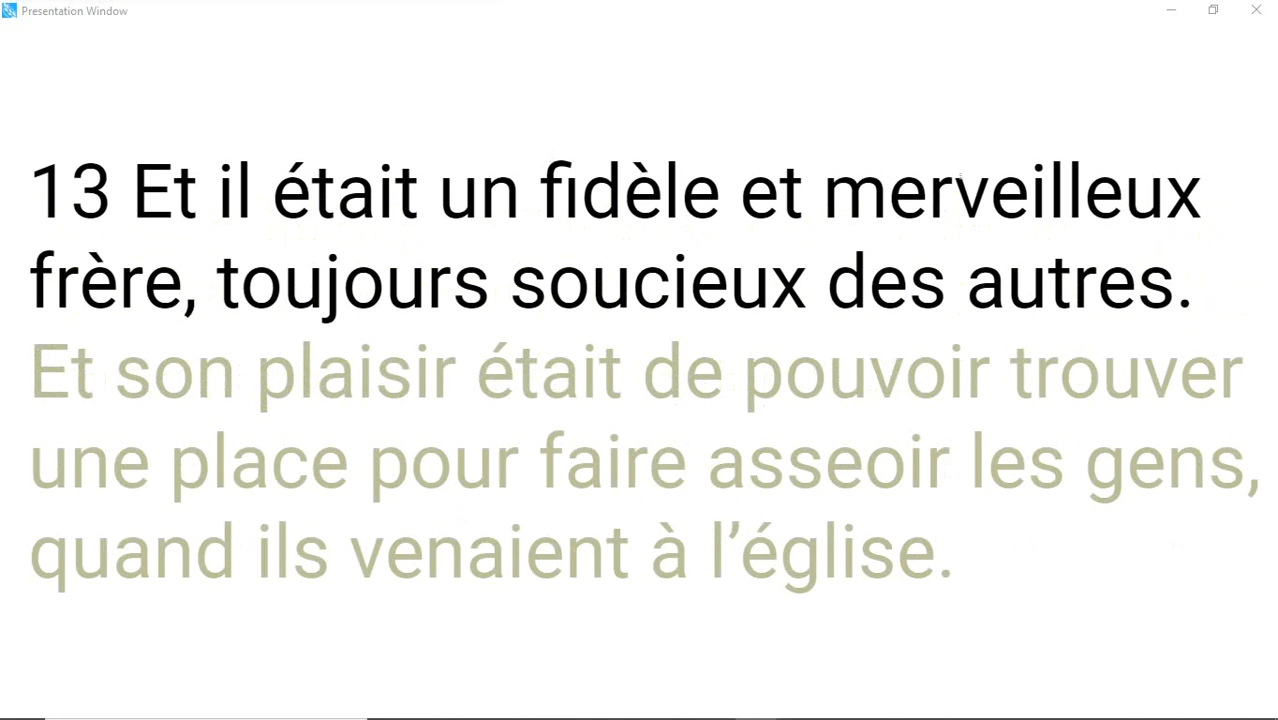 Presentation Window
13 Et il était un fidèle et merveilleux
frère, toujours soucieux des autres.
Et son plaisir était de pouvoir trouver
une place pour faire asseoir les gens,
quand ils venaient à l’église.